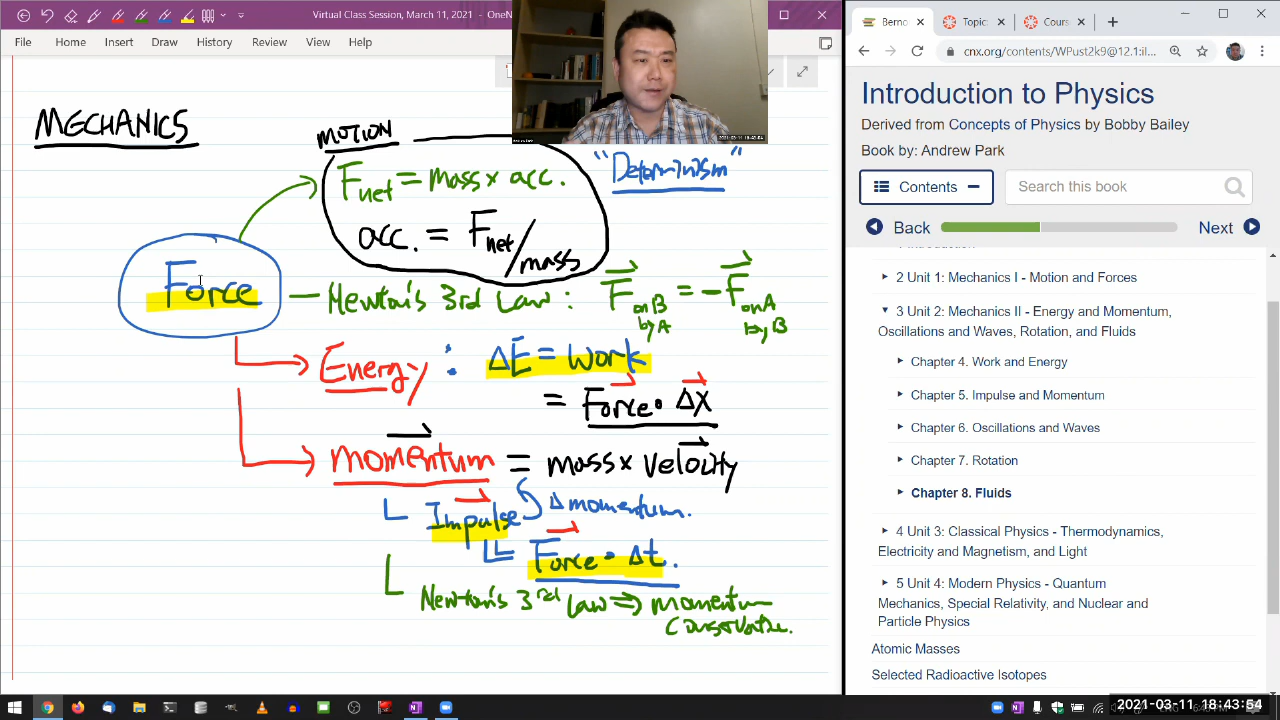 Virtual Class Session, March 11, 2021 - OneN
File Home Insert Draw History Review View Help
MECHANICS
MOTION
Fnet = mass x acc.
"Determinism"
acc. = Fnet/mass
Force
— Newton's 3rd Law : F on B by A = - F on A by B
Energy : ΔE = Work
= Force · Δx
momentum = mass x velocity
Impulse Δmomentum.
Force · Δt.
Newton's 3rd Law ⇒ momentum
conservation.
Berno
Topic
Cours
cnx.org/contents/WPust2k9@12.1:il...
Introduction to Physics
Derived from Concepts of Physics by Bobby Bailey
Book by: Andrew Park
Contents
Search this book
Back
Next
2 Unit 1: Mechanics I - Motion and Forces
3 Unit 2: Mechanics II - Energy and Momentum,
Oscillations and Waves, Rotation, and Fluids
Chapter 4. Work and Energy
Chapter 5. Impulse and Momentum
Chapter 6. Oscillations and Waves
Chapter 7. Rotation
Chapter 8. Fluids
4 Unit 3: Classical Physics - Thermodynamics,
Electricity and Magnetism, and Light
5 Unit 4: Modern Physics - Quantum
Mechanics, Special Relativity, and Nuclear and
Particle Physics
Atomic Masses
Selected Radioactive Isotopes
2021-03-11 18:43:54